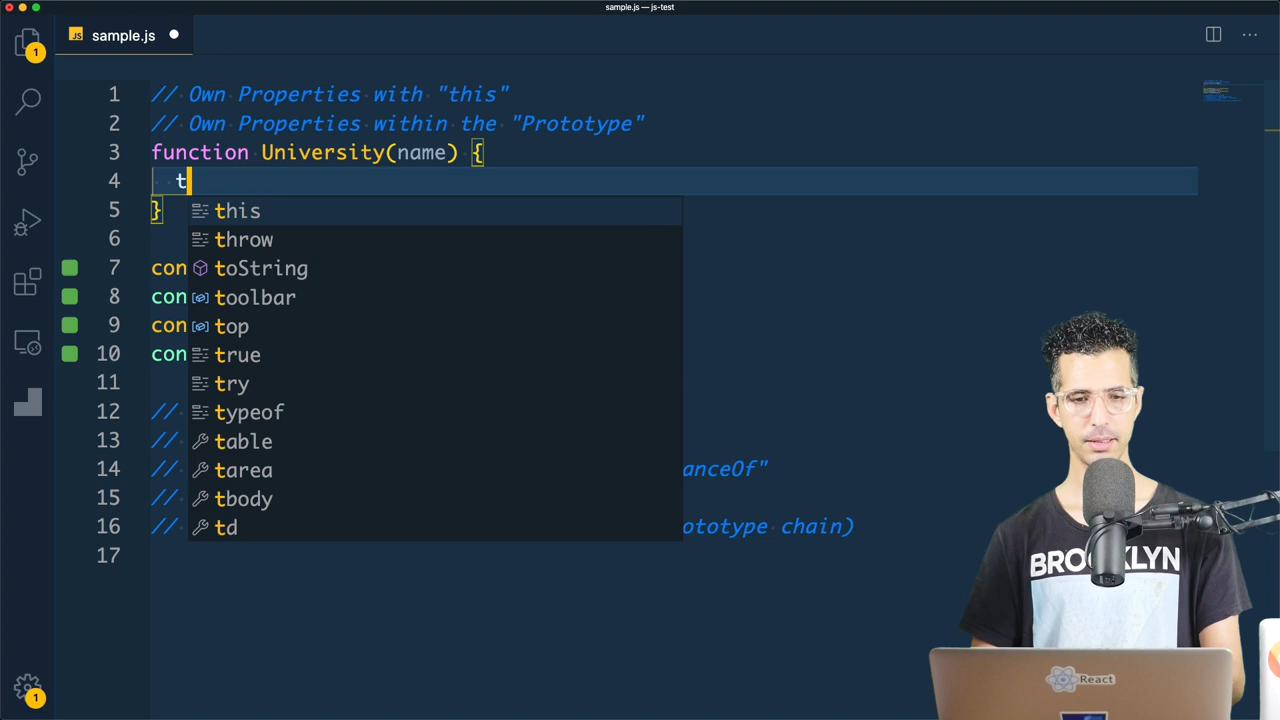 sample.js — js-test
JS sample.js
1
1 // Own Properties with "this"
2 // Own Properties within the "Prototype"
3 function University(name) {
4 t
5 }
6
7 con
8 con
9 con
10 con
11
12 //
13 //
14 // anceOf"
15 //
16 // ototype chain)
17
this
throw
toString
toolbar
top
true
try
typeof
table
tarea
tbody
td
1
BROOKLYN
React